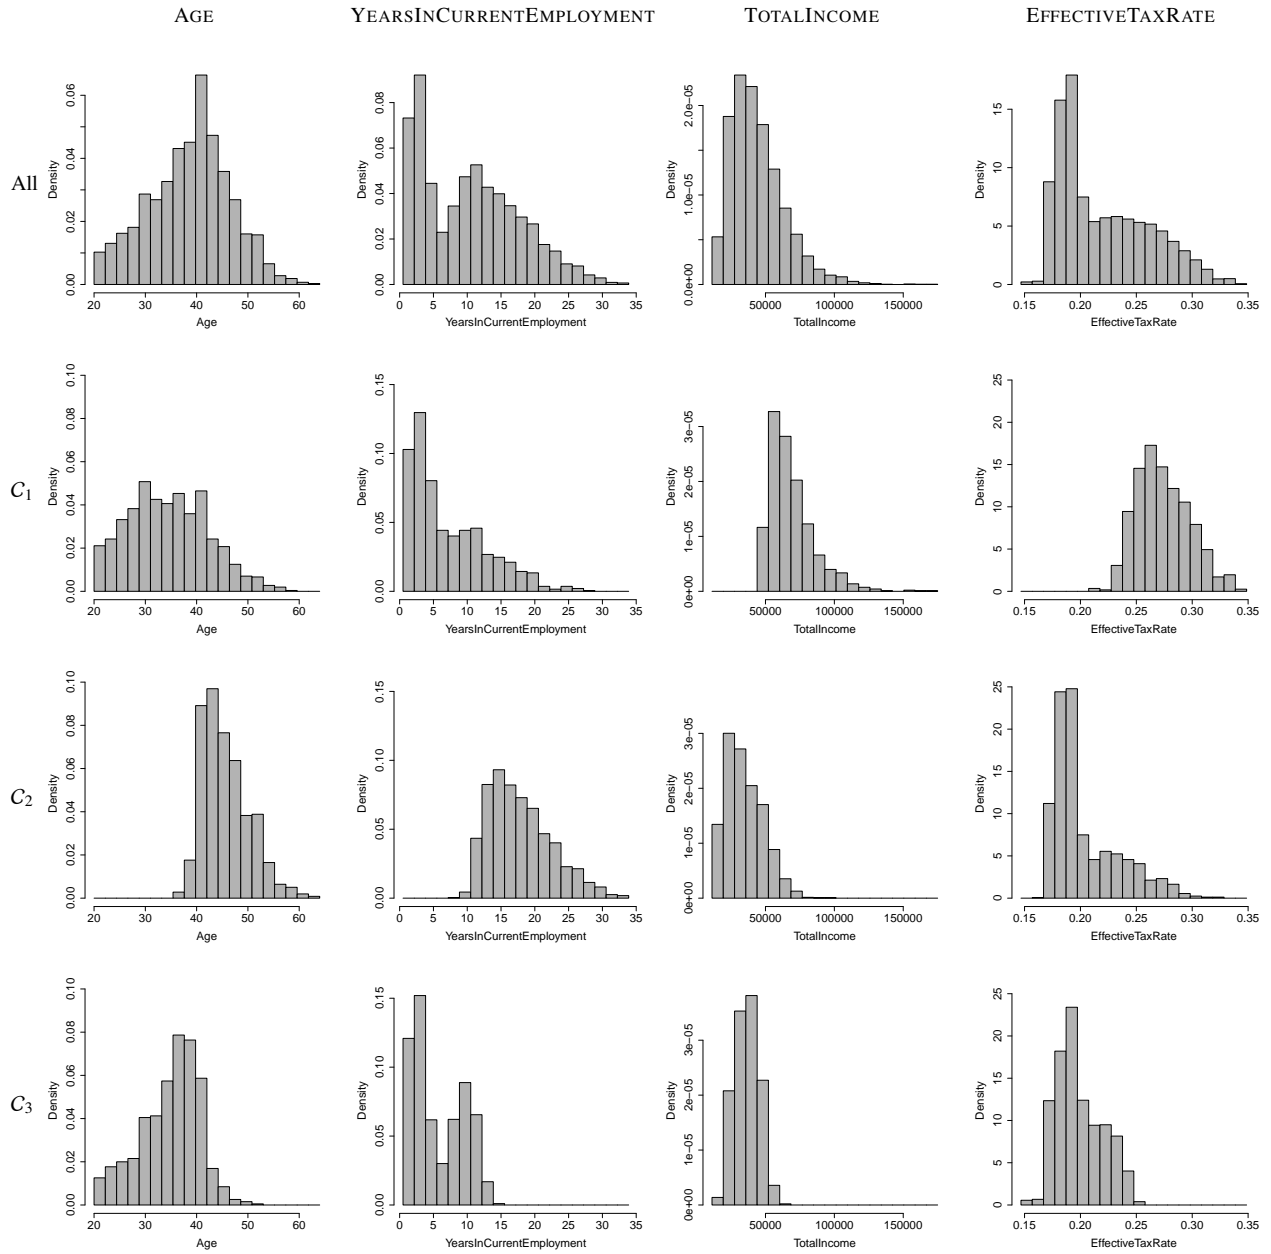 AGE YEARSINCURRENTEMPLOYMENT TOTALINCOME EFFECTIVETAXRATE
All
Density
0.00 0.02 0.04 0.06
20 30 40 50 60
Age
Density
0.00 0.02 0.04 0.06 0.08
0 5 10 15 20 25 30 35
YearsInCurrentEmployment
Density
0.0e+00 1.0e-05 2.0e-05
50000 100000 150000
TotalIncome
Density
0 5 10 15
0.15 0.20 0.25 0.30 0.35
EffectiveTaxRate
C1
Density
0.00 0.02 0.04 0.06 0.08 0.10
20 30 40 50 60
Age
Density
0.00 0.05 0.10 0.15
0 5 10 15 20 25 30 35
YearsInCurrentEmployment
Density
0e+00 1e-05 2e-05 3e-05
50000 100000 150000
TotalIncome
Density
0 5 10 15 20 25
0.15 0.20 0.25 0.30 0.35
EffectiveTaxRate
C2
Density
0.00 0.02 0.04 0.06 0.08 0.10
20 30 40 50 60
Age
Density
0.00 0.05 0.10 0.15
0 5 10 15 20 25 30 35
YearsInCurrentEmployment
Density
0e+00 1e-05 2e-05 3e-05
50000 100000 150000
TotalIncome
Density
0 5 10 15 20 25
0.15 0.20 0.25 0.30 0.35
EffectiveTaxRate
C3
Density
0.00 0.02 0.04 0.06 0.08 0.10
20 30 40 50 60
Age
Density
0.00 0.05 0.10 0.15
0 5 10 15 20 25 30 35
YearsInCurrentEmployment
Density
0e+00 1e-05 2e-05 3e-05
50000 100000 150000
TotalIncome
Density
0 5 10 15 20 25
0.15 0.20 0.25 0.30 0.35
EffectiveTaxRate